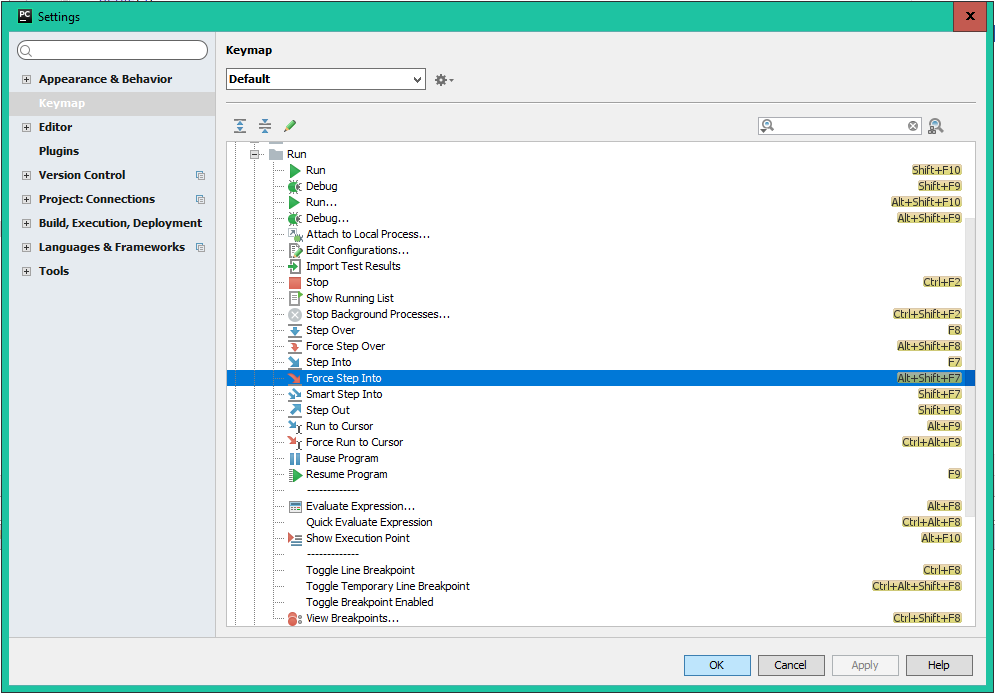 PC Settings
Keymap
Default
Appearance & Behavior
Keymap
Editor
Plugins
Version Control
Project: Connections
Build, Execution, Deployment
Languages & Frameworks
Tools
Run
Run Shift+F10
Debug Shift+F9
Run... Alt+Shift+F10
Debug... Alt+Shift+F9
Attach to Local Process...
Edit Configurations...
Import Test Results
Stop Ctrl+F2
Show Running List
Stop Background Processes... Ctrl+Shift+F2
Step Over F8
Force Step Over Alt+Shift+F8
Step Into F7
Force Step Into Alt+Shift+F7
Smart Step Into Shift+F7
Step Out Shift+F8
Run to Cursor Alt+F9
Force Run to Cursor Ctrl+Alt+F9
Pause Program
Resume Program F9
-------------
Evaluate Expression... Alt+F8
Quick Evaluate Expression Ctrl+Alt+F8
Show Execution Point Alt+F10
-------------
Toggle Line Breakpoint Ctrl+F8
Toggle Temporary Line Breakpoint Ctrl+Alt+Shift+F8
Toggle Breakpoint Enabled
View Breakpoints... Ctrl+Shift+F8
OK Cancel Apply Help